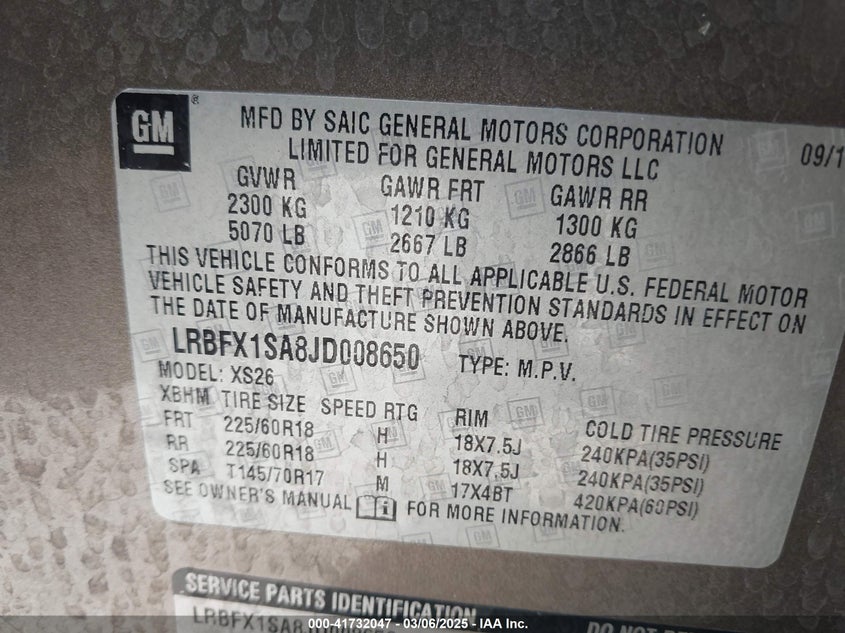 GM ®
MFD BY SAIC GENERAL MOTORS CORPORATION 09/1
LIMITED FOR GENERAL MOTORS LLC
GVWR GAWR FRT GAWR RR
2300 KG 1210 KG 1300 KG
5070 LB 2667 LB 2866 LB
THIS VEHICLE CONFORMS TO ALL APPLICABLE U.S. FEDERAL MOTOR
VEHICLE SAFETY AND THEFT PREVENTION STANDARDS IN EFFECT ON
THE DATE OF MANUFACTURE SHOWN ABOVE.
LRBFX1SA8JD008650 TYPE: M.P.V.
MODEL: XS26
XBHM TIRE SIZE SPEED RTG RIM COLD TIRE PRESSURE
FRT 225/60R18 H 18X7.5J 240KPA(35PSI)
RR 225/60R18 H 18X7.5J 240KPA(35PSI)
SPA T145/70R17 M 17X4BT 420KPA(60PSI)
SEE OWNER'S MANUAL FOR MORE INFORMATION.
SERVICE PARTS IDENTIFICATION
LRBFX1SA8JD DO NOT
000-41732047 - 03/06/2025 - IAA Inc.